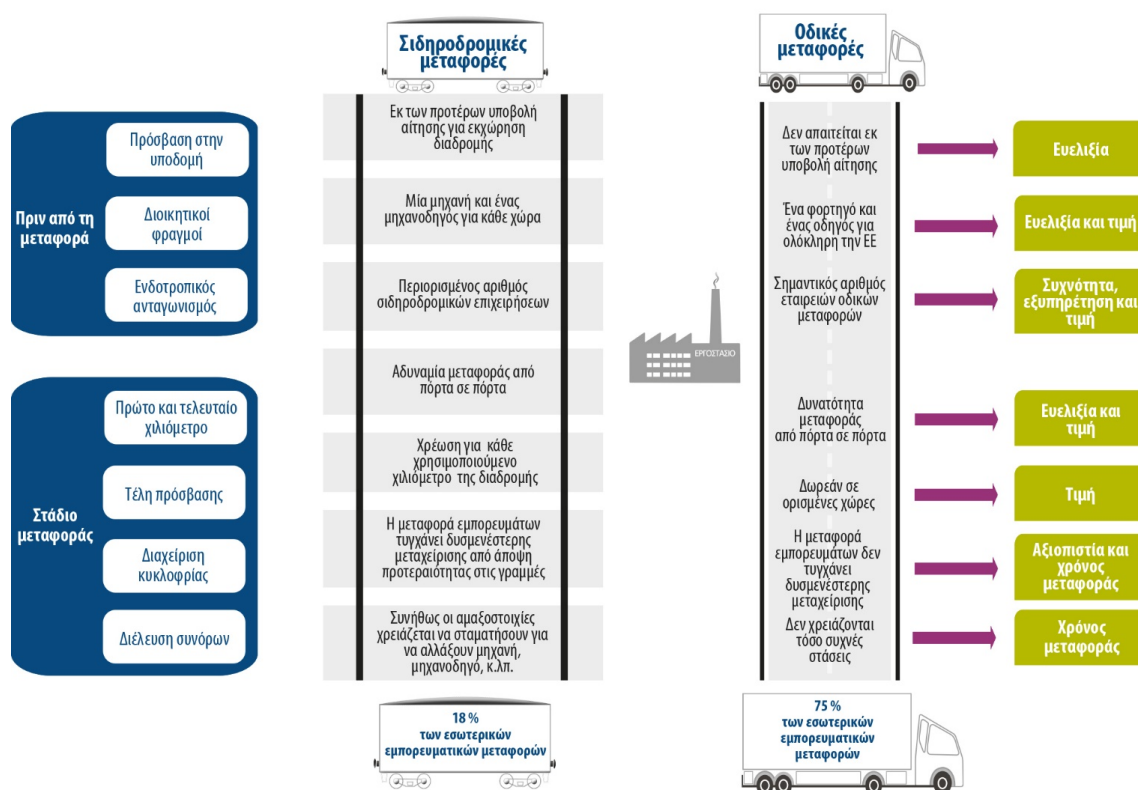 Σιδηροδρομικές
μεταφορές
Οδικές
μεταφορές
Πριν από τη
μεταφορά
Πρόσβαση στην
υποδομή
Εκ των προτέρων υποβολή
αίτησης για εκχώρηση
διαδρομής
Δεν απαιτείται εκ
των προτέρων
υποβολή αίτησης
Ευελιξία
Διοικητικοί
φραγμοί
Μία μηχανή και ένας
μηχανοδηγός για κάθε χώρα
Ένα φορτηγό και
ένας οδηγός για
ολόκληρη την ΕΕ
Ευελιξία και τιμή
Ενδοτροπικός
ανταγωνισμός
Περιορισμένος αριθμός
σιδηροδρομικών επιχειρήσεων
Σημαντικός αριθμός
εταιρειών οδικών
μεταφορών
Συχνότητα,
εξυπηρέτηση και
τιμή
ΕΡΓΟΣΤΑΣΙΟ
Στάδιο
μεταφοράς
Πρώτο και τελευταίο
χιλιόμετρο
Αδυναμία μεταφοράς από
πόρτα σε πόρτα
Δυνατότητα
μεταφοράς
από πόρτα σε πόρτα
Ευελιξία και
τιμή
Τέλη πρόσβασης
Χρέωση για κάθε
χρησιμοποιούμενο
χιλιόμετρο της διαδρομής
Δωρεάν σε
ορισμένες χώρες
Τιμή
Διαχείριση
κυκλοφρίας
Η μεταφορά εμπορευμάτων
τυγχάνει δυσμενέστερης
μεταχείρισης από άποψη
προτεραιότητας στις γραμμές
Η μεταφορά
εμπορευμάτων δεν
τυγχάνει
δυσμενέστερης
μεταχείρισης
Αξιοπιστία και
χρόνος
μεταφοράς
Διέλευση συνόρων
Συνήθως οι αμαξοστοιχίες
χρειάζεται να σταματήσουν για
να αλλάξουν μηχανή,
μηχανοδηγό, κ.λπ.
Δεν χρειάζονται
τόσο συχνές
στάσεις
Χρόνος
μεταφοράς
18 %
των εσωτερικών
εμπορευματικών μεταφορών
75 %
των εσωτερικών
εμπορευματικών
μεταφορών